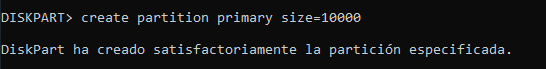 DISKPART> create partition primary size=10000
DiskPart ha creado satisfactoriamente la partición especificada.